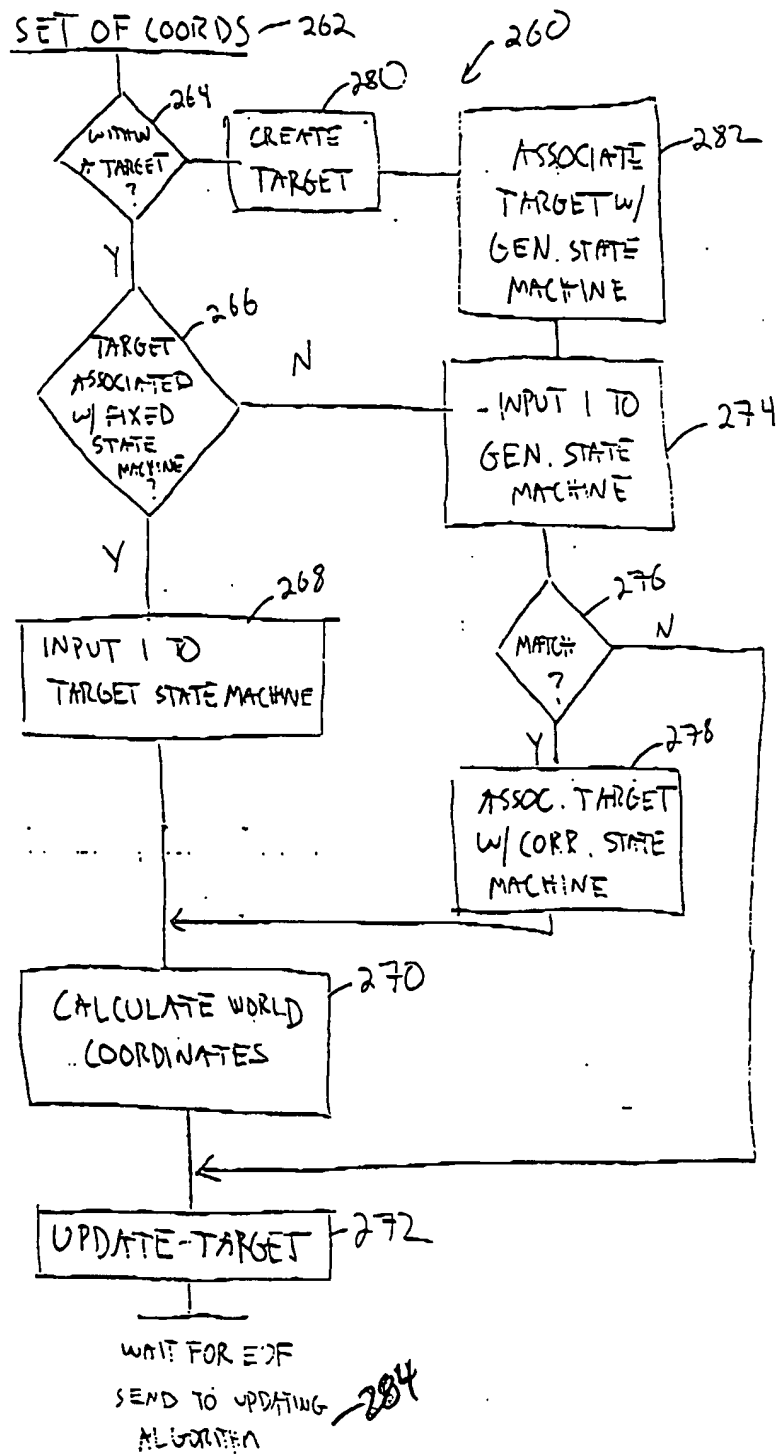 SET OF COORDS 262
260
264
WITHIN
A TARGET
?
280
CREATE
TARGET
282
ASSOCIATE
TARGET W/
GEN. STATE
MACHINE
Y
266
TARGET
ASSOCIATED
W/ FIXED
STATE
MACHINE
?
N
274
INPUT 1 TO
GEN. STATE
MACHINE
Y
268
INPUT 1 TO
TARGET STATE MACHINE
276
MATCH
?
N
Y
278
ASSOC. TARGET
W/ CORR. STATE
MACHINE
270
CALCULATE WORLD
COORDINATES
UPDATE-TARGET 272
WAIT FOR EOF
SEND TO UPDATING
ALGORITHM
284